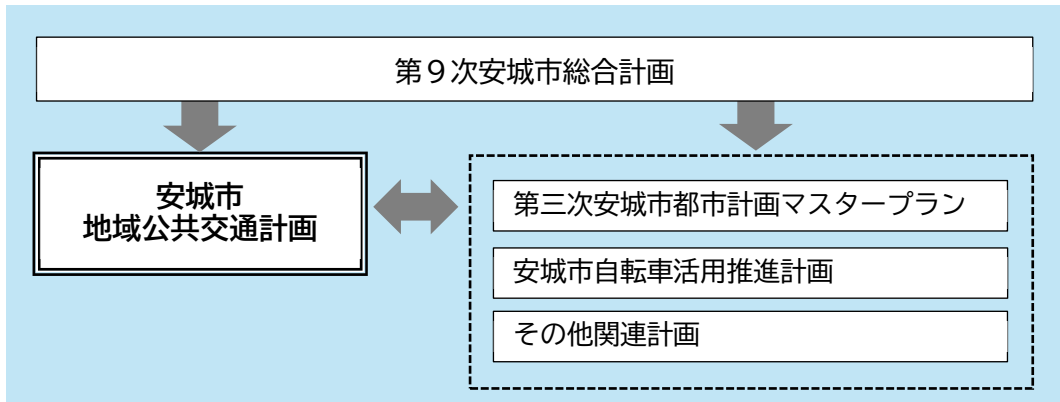 第９次安城市総合計画
安城市
地域公共交通計画
第三次安城市都市計画マスタープラン
安城市自転車活用推進計画
その他関連計画